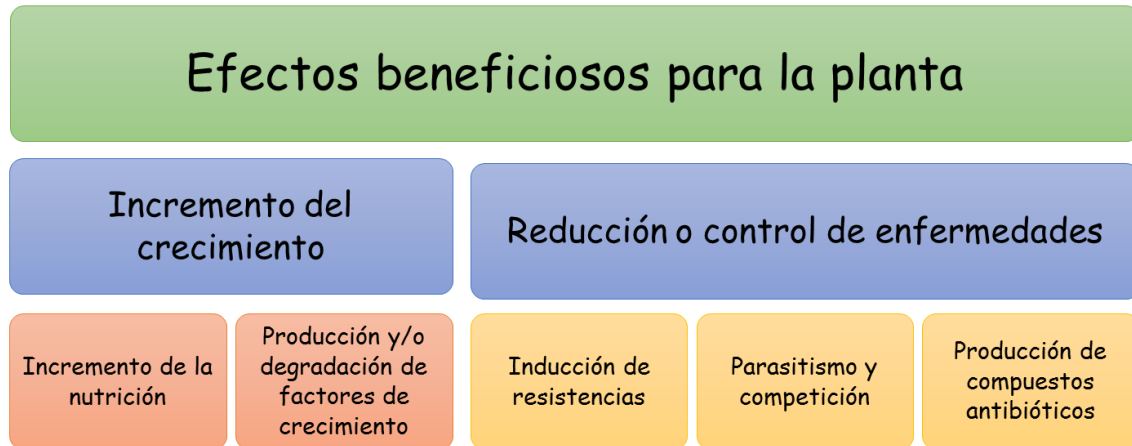 Efectos beneficiosos para la planta
Incremento del
crecimiento
Reducción o control de enfermedades
Incremento de la
nutrición
Producción y/o
degradación de
factores de
crecimiento
Inducción de
resistencias
Parasitismo y
competición
Producción de
compuestos
antibióticos